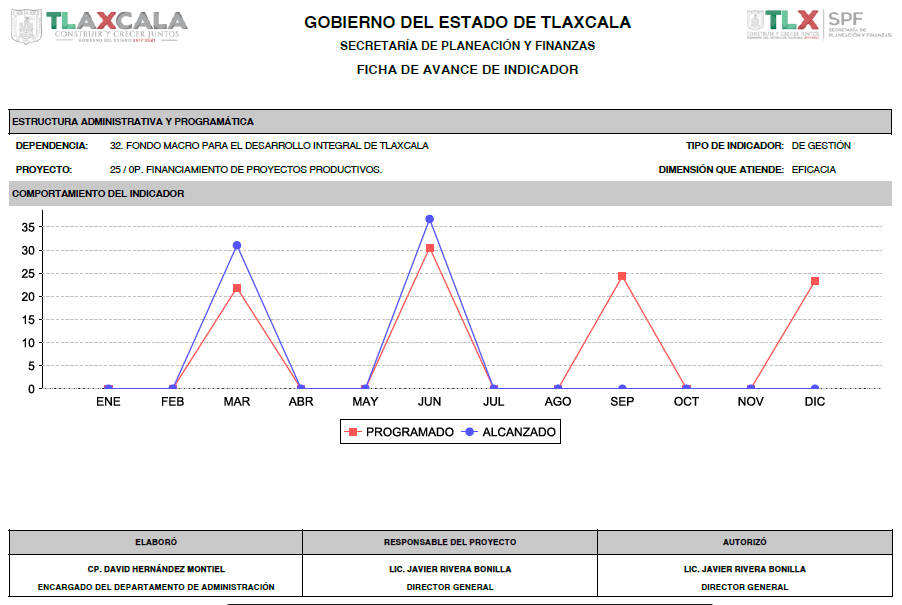 TLAXCALA
CONSTRUIR Y CRECER JUNTOS
GOBIERNO DEL ESTADO 2017-2021
GOBIERNO DEL ESTADO DE TLAXCALA
SECRETARÍA DE PLANEACIÓN Y FINANZAS
FICHA DE AVANCE DE INDICADOR
TLX
CONSTRUIR Y CRECER JUNTOS
SPF
SECRETARÍA DE
PLANEACIÓN Y FINANZAS
ESTRUCTURA ADMINISTRATIVA Y PROGRAMÁTICA
DEPENDENCIA: 32. FONDO MACRO PARA EL DESARROLLO INTEGRAL DE TLAXCALA TIPO DE INDICADOR: DE GESTIÓN
PROYECTO: 25 / 0P. FINANCIAMIENTO DE PROYECTOS PRODUCTIVOS. DIMENSIÓN QUE ATIENDE: EFICACIA
COMPORTAMIENTO DEL INDICADOR
35
30
25
20
15
10
5
0
ENE FEB MAR ABR MAY JUN JUL AGO SEP OCT NOV DIC
PROGRAMADO ALCANZADO
ELABORÓ RESPONSABLE DEL PROYECTO AUTORIZÓ
CP. DAVID HERNÁNDEZ MONTIEL LIC. JAVIER RIVERA BONILLA LIC. JAVIER RIVERA BONILLA
ENCARGADO DEL DEPARTAMENTO DE ADMINISTRACIÓN DIRECTOR GENERAL DIRECTOR GENERAL